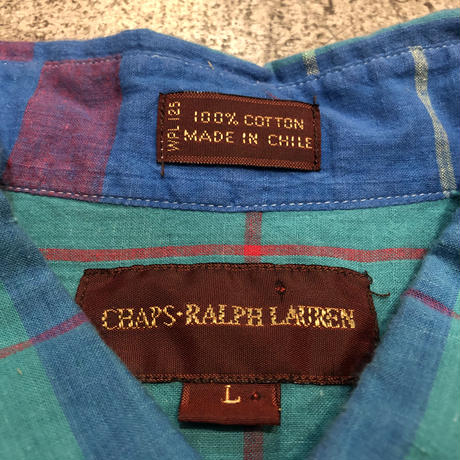 WPL 125
100% COTTON
MADE IN CHILE
CHAPS•RALPH LAUREN
L